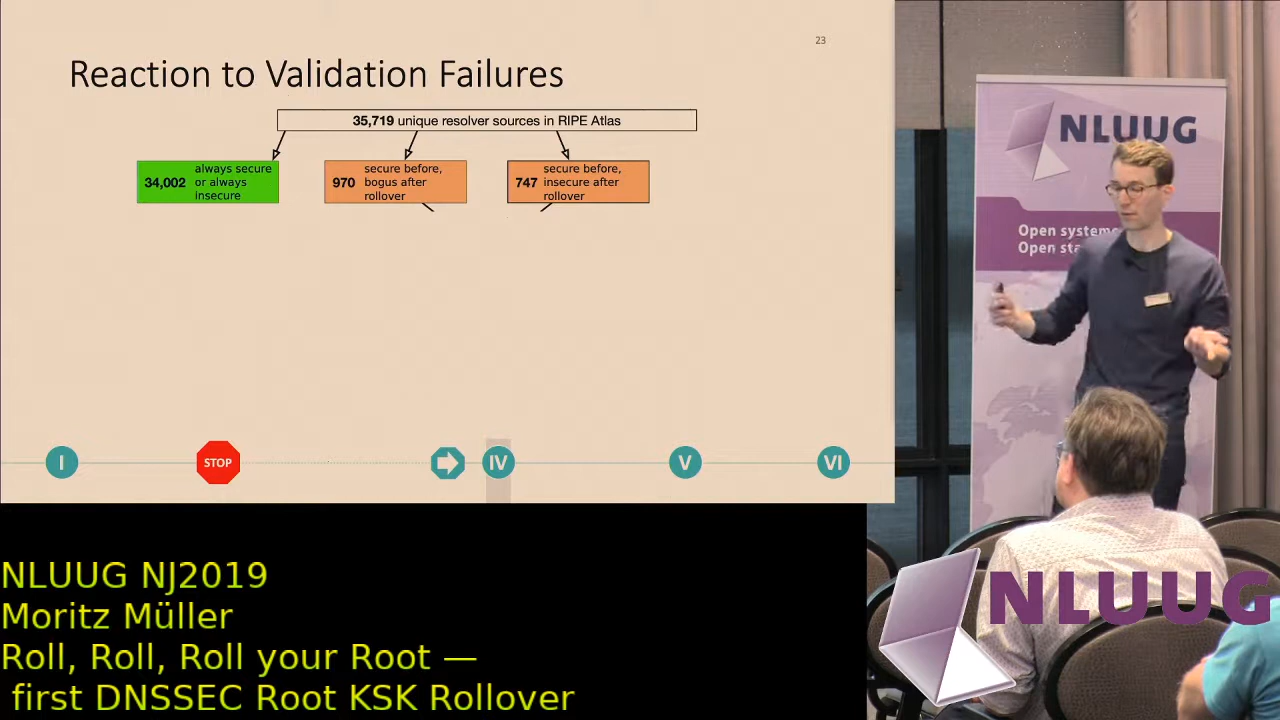 23
Reaction to Validation Failures
35,719 unique resolver sources in RIPE Atlas
34,002 always secure
or always
insecure
970 secure before,
bogus after
rollover
747 secure before,
insecure after
rollover
I STOP IV V VI
NLUUG
Open systems
Open sta
NLUUG NJ2019
Moritz Müller
Roll, Roll, Roll your Root —
first DNSSEC Root KSK Rollover
NLUUG